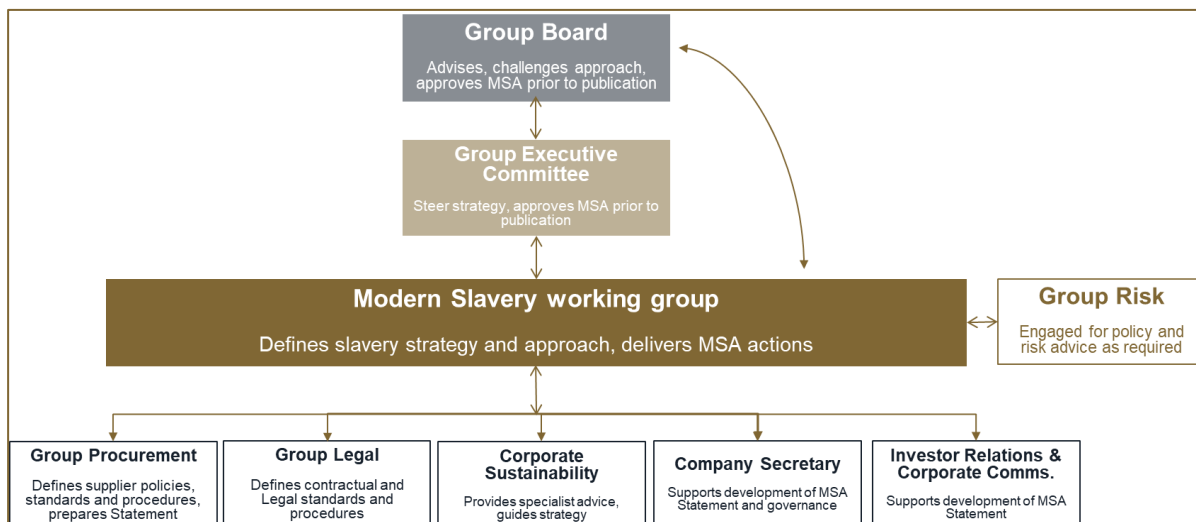 Group Board
Advises, challenges approach,
approves MSA prior to publication
Group Executive
Committee
Steer strategy, approves MSA prior to
publication
Modern Slavery working group
Defines slavery strategy and approach, delivers MSA actions
Group Risk
Engaged for policy and
risk advice as required
Group Procurement
Defines supplier policies,
standards and procedures,
prepares Statement
Group Legal
Defines contractual and
Legal standards and
procedures
Corporate
Sustainability
Provides specialist advice,
guides strategy
Company Secretary
Supports development of MSA
Statement and governance
Investor Relations &
Corporate Comms.
Supports development of MSA
Statement